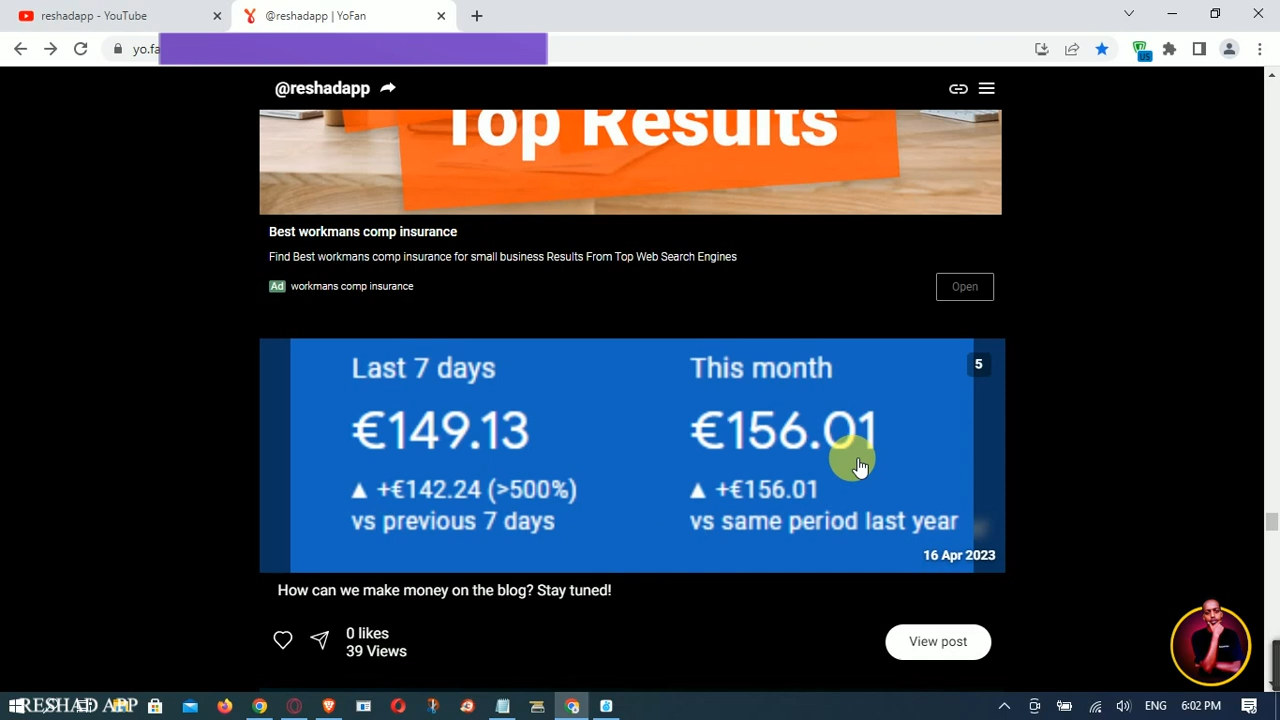 reshadapp - YouTube
@reshadapp | YoFan
yo.fa
US
@reshadapp
Top Results
Best workmans comp insurance
Find Best workmans comp insurance for small business Results From Top Web Search Engines
Ad workmans comp insurance
Open
Last 7 days
This month
5
€149.13
€156.01
▲ +€142.24 (>500%)
▲ +€156.01
vs previous 7 days
vs same period last year
16 Apr 2023
How can we make money on the blog? Stay tuned!
0 likes
39 Views
View post
RESHAD APP
ENG
6:02 PM